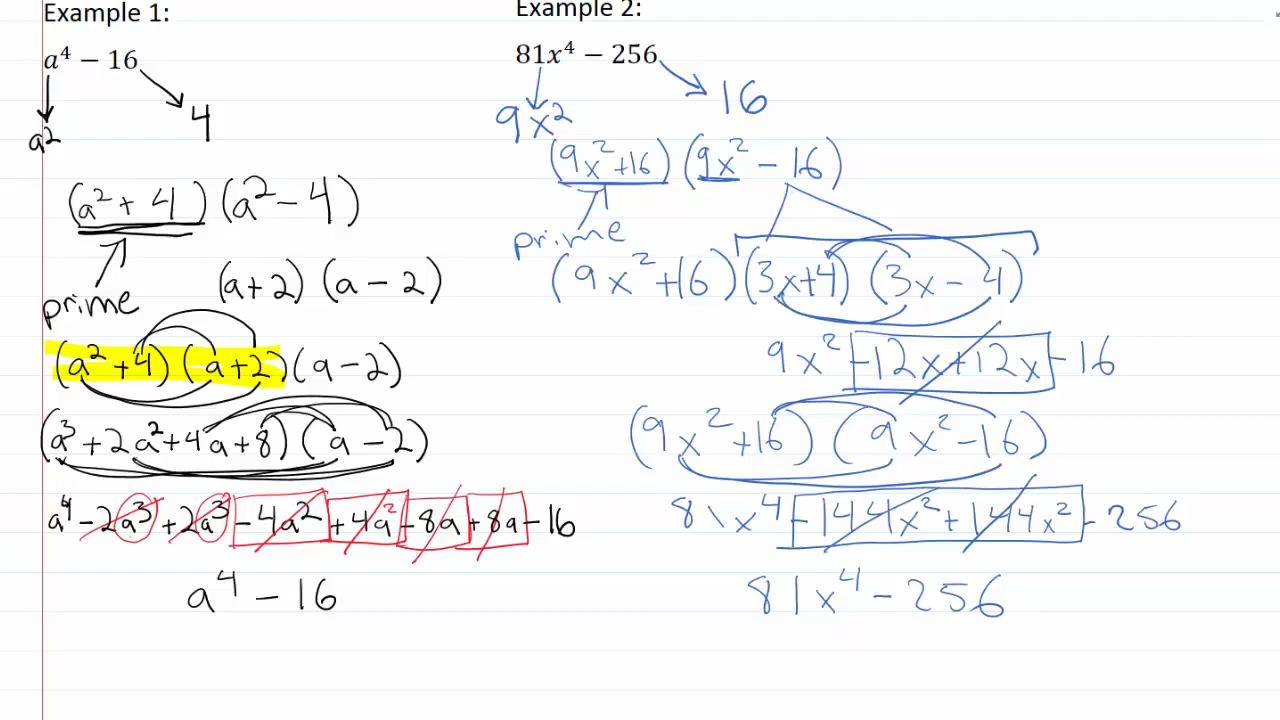 Example 1:
a⁴ − 16
a²
4
(a² + 4) (a² − 4)
prime
(a+2) (a − 2)
(a² + 4) (a+2) (a − 2)
(a³ + 2a² + 4a + 8) (a − 2)
a⁴ − 2a³ + 2a³ − 4a² + 4a² − 8a + 8a − 16
a⁴ − 16
Example 2:
81x⁴ − 256
9x²
16
(9x² + 16) (9x² − 16)
prime
(9x² + 16) (3x + 4) (3x − 4)
9x² − 12x + 12x − 16
(9x² + 16) (9x² − 16)
81x⁴ − 144x² + 144x² − 256
81x⁴ − 256